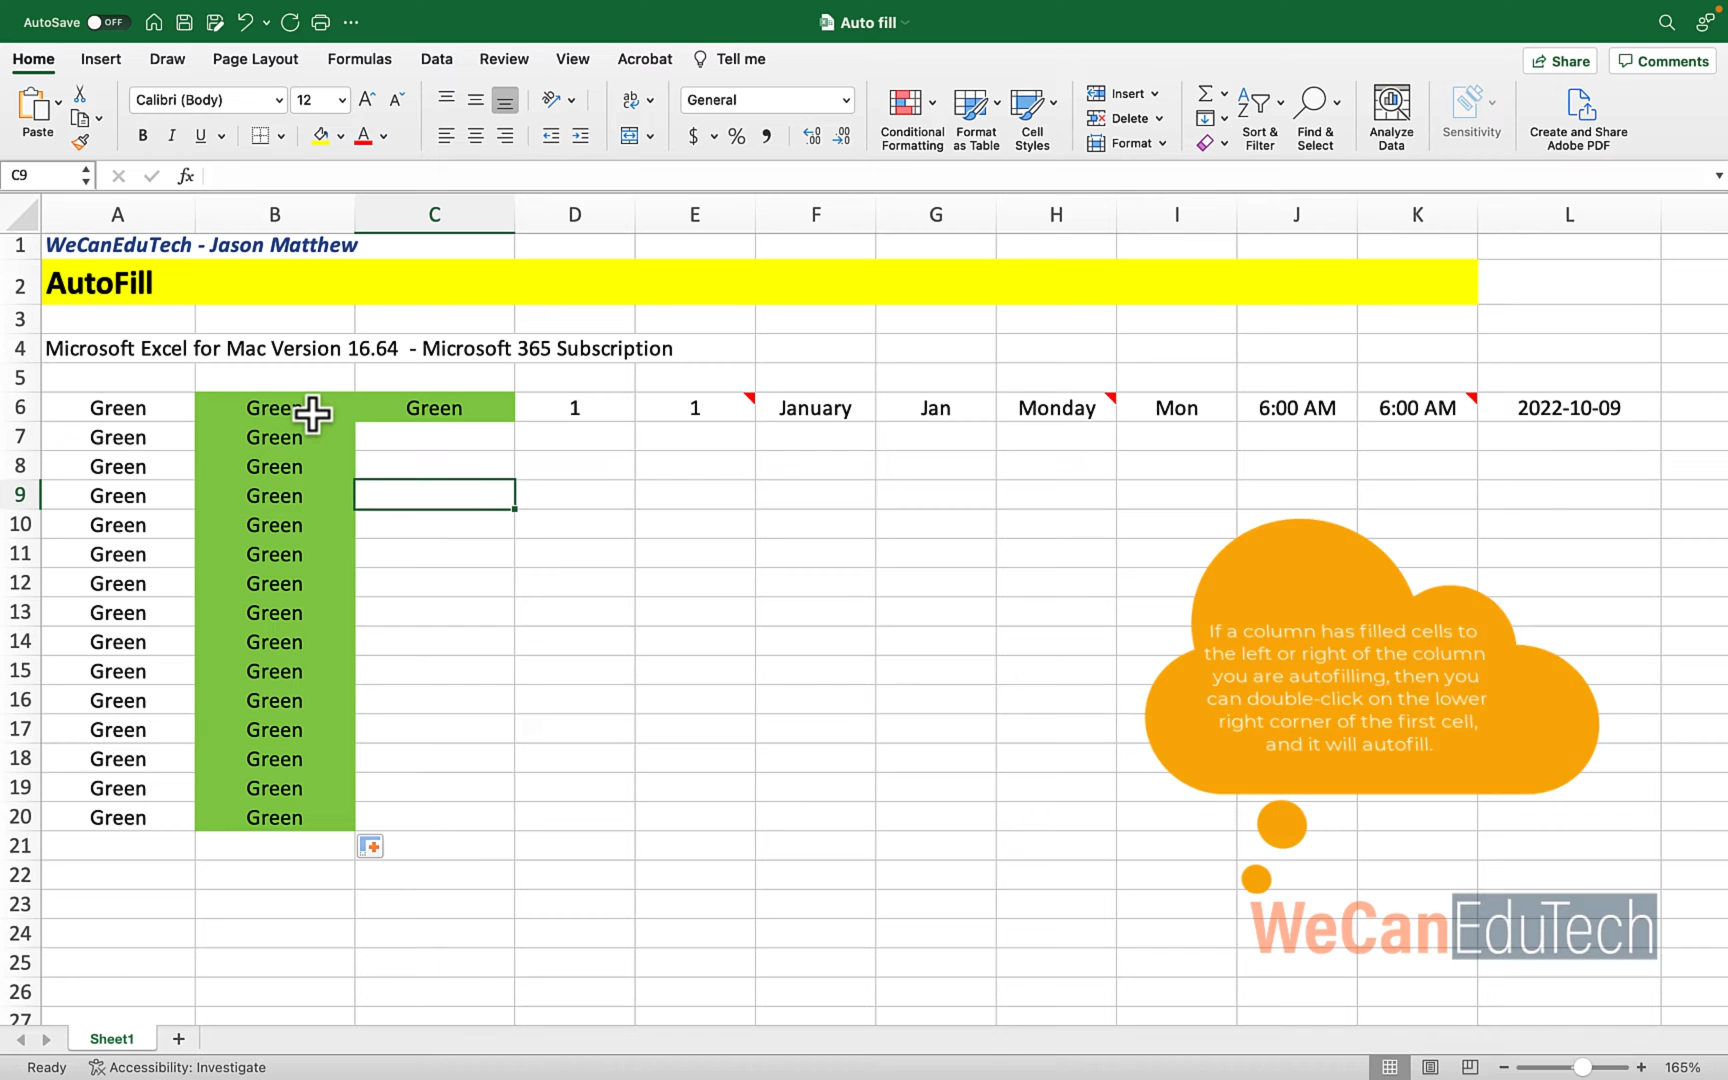 AutoSave OFF
Auto fill
Home Insert Draw Page Layout Formulas Data Review View Acrobat Tell me
Share Comments
Paste
Calibri (Body) 12
General
Conditional Formatting
Format as Table
Cell Styles
Insert
Delete
Format
Sort & Filter
Find & Select
Analyze Data
Sensitivity
Create and Share Adobe PDF
C9 fx
A B C D E F G H I J K L
1 WeCanEduTech - Jason Matthew
2 AutoFill
3
4 Microsoft Excel for Mac Version 16.64 - Microsoft 365 Subscription
5
6 Green Green Green 1 1 January Jan Monday Mon 6:00 AM 6:00 AM 2022-10-09
7 Green Green
8 Green Green
9 Green Green
10 Green Green
11 Green Green
12 Green Green
13 Green Green
14 Green Green
15 Green Green
16 Green Green
17 Green Green
18 Green Green
19 Green Green
20 Green Green
21
22
23
24
25
26
27
If a column has filled cells to
the left or right of the column
you are autofilling, then you
can double-click on the lower
right corner of the first cell,
and it will autofill.
WeCanEduTech
Sheet1
Ready Accessibility: Investigate
165%